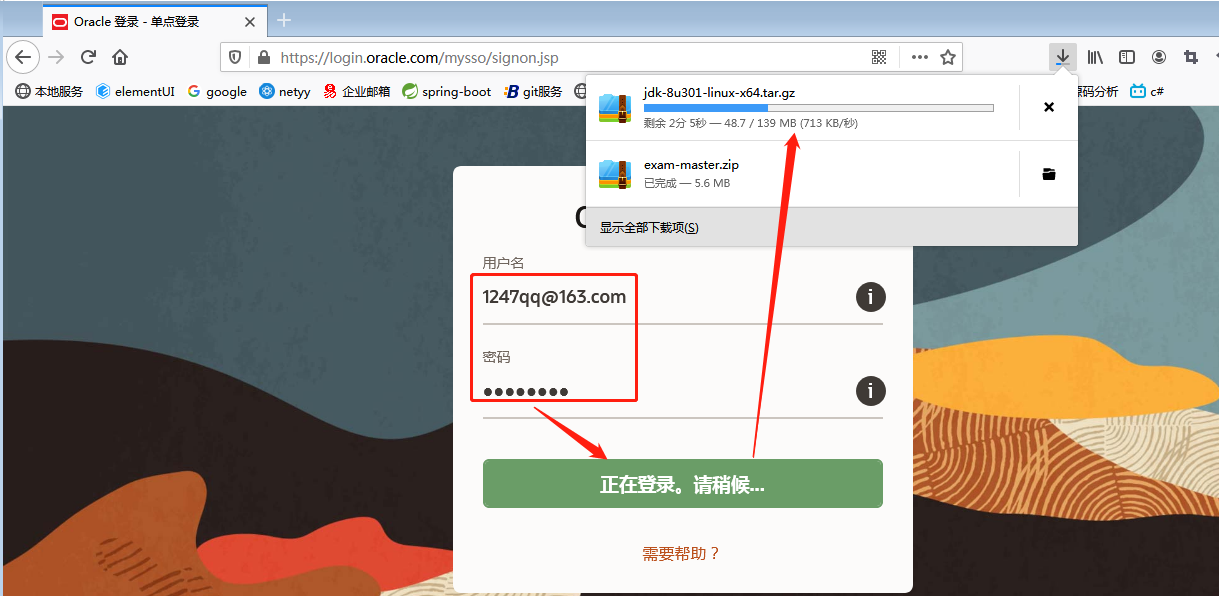 Oracle 登录 - 单点登录
https://login.oracle.com/mysso/signon.jsp
本地服务 elementUI google netyy 企业邮箱 spring-boot git服务 源码分析 c#
jdk-8u301-linux-x64.tar.gz
剩余 2分 5秒 — 48.7 / 139 MB (713 KB/秒)
exam-master.zip
已完成 — 5.6 MB
显示全部下载项(S)
用户名
1247qq@163.com
密码
正在登录。请稍候...
需要帮助？